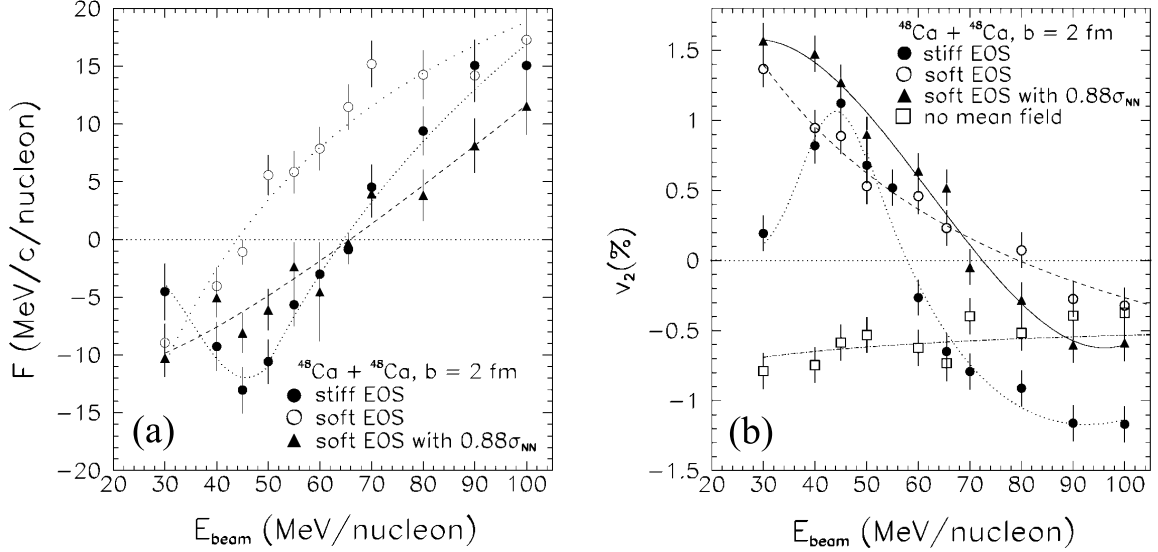 20
15
10
5
0
−5
−10
−15
−20
F (MeV/c/nucleon)
⁴⁸Ca + ⁴⁸Ca, b = 2 fm
stiff EOS
soft EOS
soft EOS with 0.88σNN
(a)
20 30 40 50 60 70 80 90 100
Ebeam (MeV/nucleon)
1.5
1
0.5
0
−0.5
−1
−1.5
v₂(%)
⁴⁸Ca + ⁴⁸Ca, b = 2 fm
stiff EOS
soft EOS
soft EOS with 0.88σNN
no mean field
(b)
20 30 40 50 60 70 80 90 100
Ebeam (MeV/nucleon)